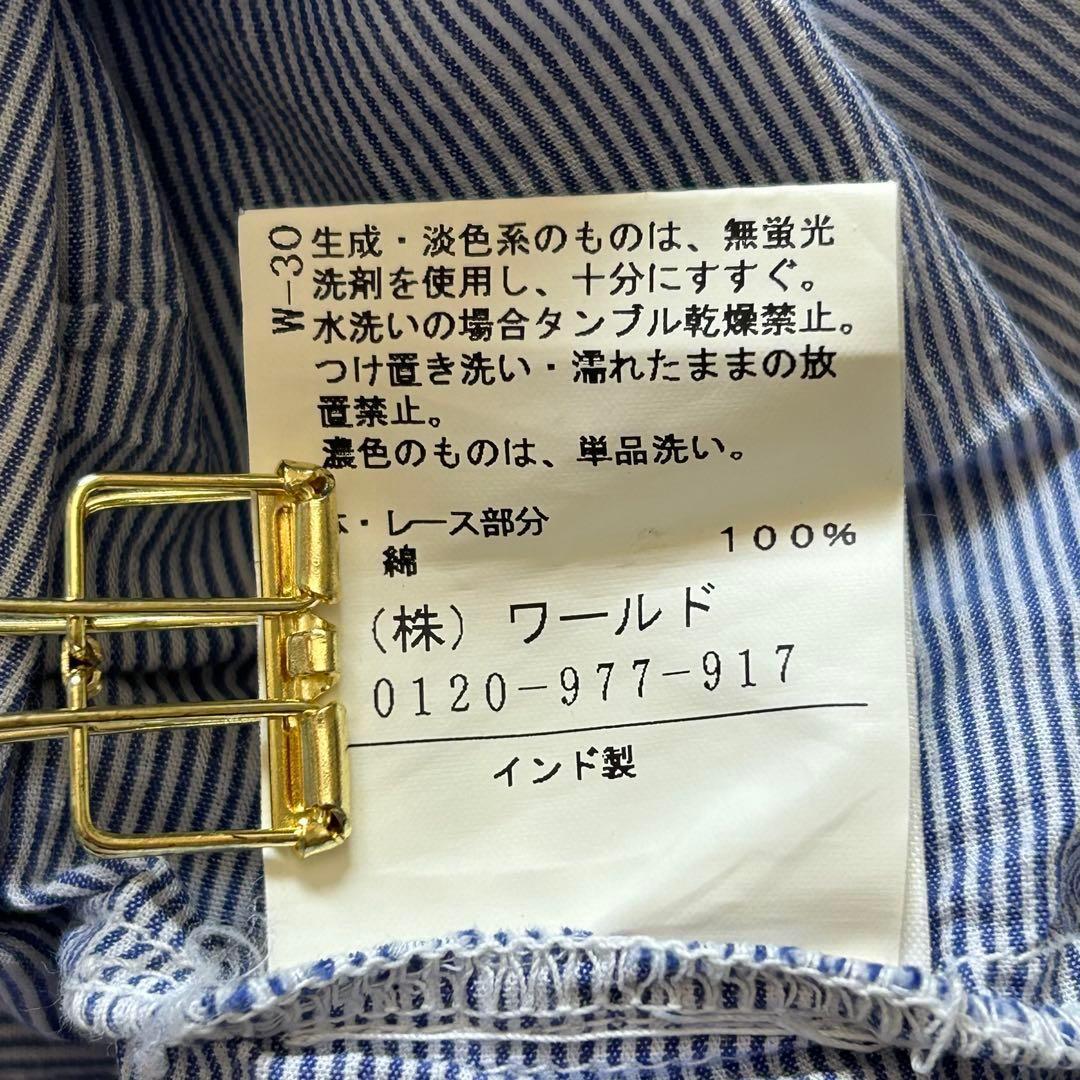 W-30
生成・淡色系のものは、無蛍光
洗剤を使用し、十分にすすぐ。
水洗いの場合タンブル乾燥禁止。
つけ置き洗い・濡れたままの放
置禁止。
濃色のものは、単品洗い。
・レース部分
綿 100%
(株) ワールド
0120-977-917
インド製